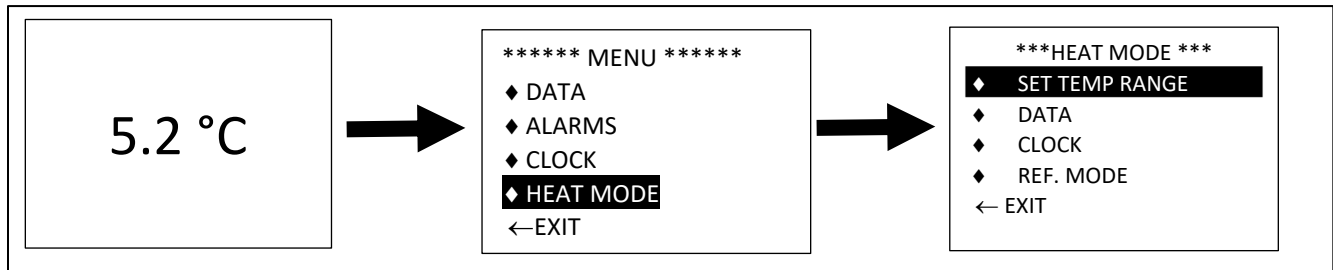 5.2 °C
****** MENU ******
♦ DATA
♦ ALARMS
♦ CLOCK
♦ HEAT MODE
←EXIT
***HEAT MODE ***
♦ SET TEMP RANGE
♦ DATA
♦ CLOCK
♦ REF. MODE
← EXIT